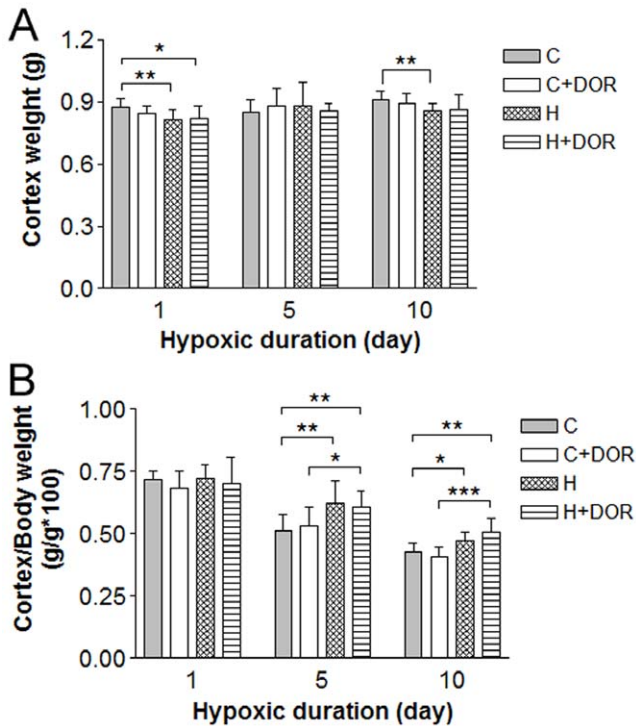 A
Cortex weight (g)
1.2
0.9
0.6
0.3
0.0
*
**
**
C
C+DOR
H
H+DOR
1
5
10
Hypoxic duration (day)
B
Cortex/Body weight
(g/g*100)
1.00
0.75
0.50
0.25
0.00
**
**
*
**
*
***
C
C+DOR
H
H+DOR
1
5
10
Hypoxic duration (day)